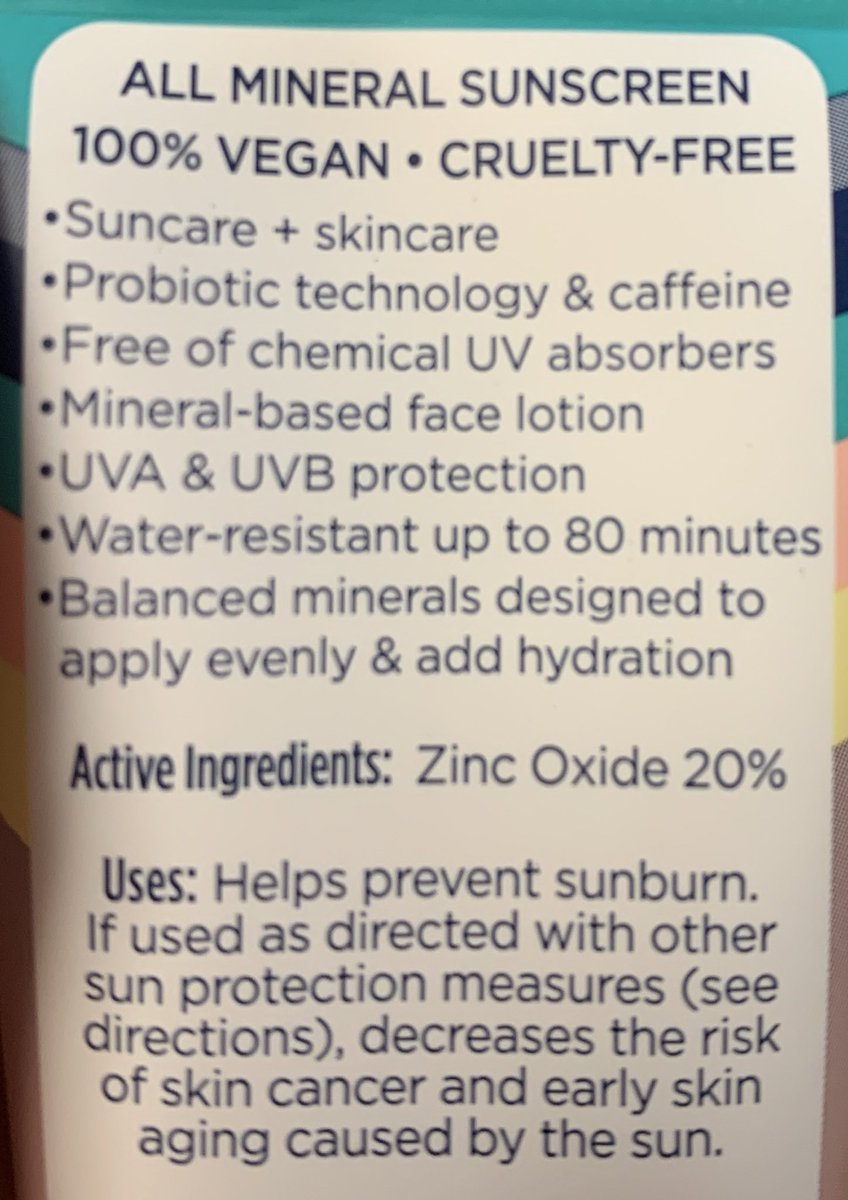 ALL MINERAL SUNSCREEN
100% VEGAN • CRUELTY-FREE
•Suncare + skincare
•Probiotic technology & caffeine
•Free of chemical UV absorbers
•Mineral-based face lotion
•UVA & UVB protection
•Water-resistant up to 80 minutes
•Balanced minerals designed to
apply evenly & add hydration
Active Ingredients: Zinc Oxide 20%
Uses: Helps prevent sunburn.
If used as directed with other
sun protection measures (see
directions), decreases the risk
of skin cancer and early skin
aging caused by the sun.